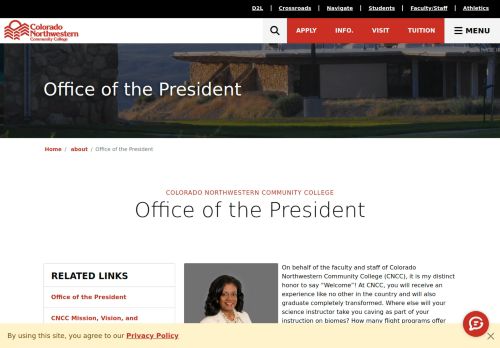 D2L | Crossroads | Navigate | Students | Faculty/Staff | Athletics
Colorado
Northwestern
Community College
APPLY INFO. VISIT TUITION MENU
Office of the President
Home / about / Office of the President
COLORADO NORTHWESTERN COMMUNITY COLLEGE
Office of the President
RELATED LINKS
Office of the President
CNCC Mission, Vision, and
On behalf of the faculty and staff of Colorado
Northwestern Community College (CNCC), it is my distinct
honor to say "Welcome"! At CNCC, you will receive an
experience like no other in the country and will also
graduate completely transformed. Where else will your
science instructor take you caving as part of your
instruction on biomes? How many flight programs offer
By using this site, you agree to our Privacy Policy
×